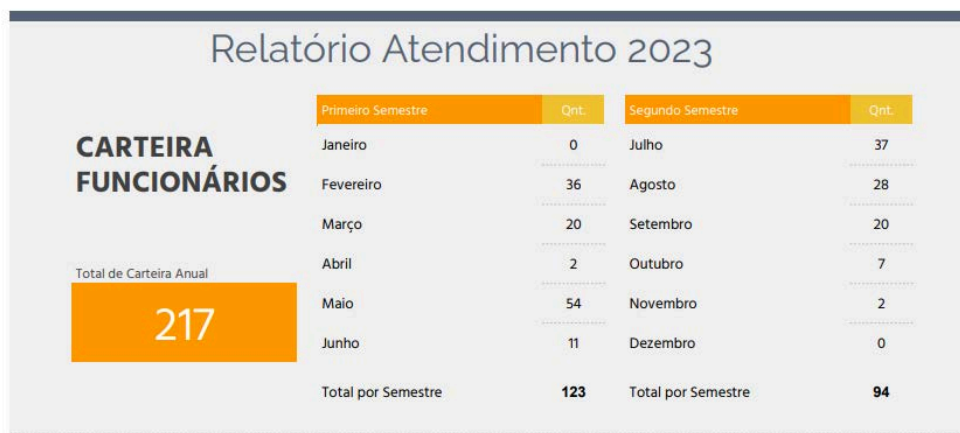 Relatório Atendimento 2023
CARTEIRA
FUNCIONÁRIOS
Total de Carteira Anual
217
Primeiro Semestre Qnt.
Janeiro 0
Fevereiro 36
Março 20
Abril 2
Maio 54
Junho 11
Total por Semestre 123
Segundo Semestre Qnt.
Julho 37
Agosto 28
Setembro 20
Outubro 7
Novembro 2
Dezembro 0
Total por Semestre 94